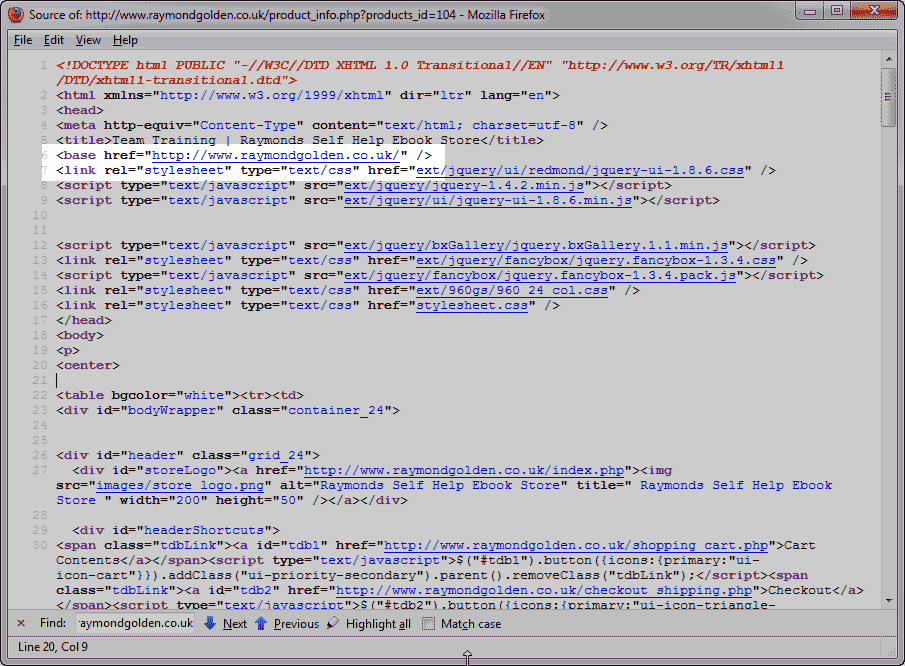 Source of: http://www.raymondgolden.co.uk/product_info.php?products_id=104 - Mozilla Firefox
File Edit View Help
1 <!DOCTYPE html PUBLIC "-//W3C//DTD XHTML 1.0 Transitional//EN" "http://www.w3.org/TR/xhtml1
/DTD/xhtml1-transitional.dtd">
2 <html xmlns="http://www.w3.org/1999/xhtml" dir="ltr" lang="en">
3 <head>
4 <meta http-equiv="Content-Type" content="text/html; charset=utf-8" />
5 <title>Team Training | Raymonds Self Help Ebook Store</title>
6 <base href="http://www.raymondgolden.co.uk/" />
7 <link rel="stylesheet" type="text/css" href="ext/jquery/ui/redmond/jquery-ui-1.8.6.css" />
8 <script type="text/javascript" src="ext/jquery/jquery-1.4.2.min.js"></script>
9 <script type="text/javascript" src="ext/jquery/ui/jquery-ui-1.8.6.min.js"></script>
10
11
12 <script type="text/javascript" src="ext/jquery/bxGallery/jquery.bxGallery.1.1.min.js"></script>
13 <link rel="stylesheet" type="text/css" href="ext/jquery/fancybox/jquery.fancybox-1.3.4.css" />
14 <script type="text/javascript" src="ext/jquery/fancybox/jquery.fancybox-1.3.4.pack.js"></script>
15 <link rel="stylesheet" type="text/css" href="ext/960gs/960_24_col.css" />
16 <link rel="stylesheet" type="text/css" href="stylesheet.css" />
17 </head>
18 <body>
19 <p>
20 <center>
21
22 <table bgcolor="white"><tr><td>
23 <div id="bodyWrapper" class="container_24">
24
25
26 <div id="header" class="grid_24">
27 <div id="storeLogo"><a href="http://www.raymondgolden.co.uk/index.php"><img
src="images/store_logo.png" alt="Raymonds Self Help Ebook Store" title=" Raymonds Self Help Ebook
Store " width="200" height="50" /></a></div>
28
29 <div id="headerShortcuts">
30 <span class="tdbLink"><a id="tdb1" href="http://www.raymondgolden.co.uk/shopping_cart.php">Cart
Contents</a></span><script type="text/javascript">$("#tdb1").button({icons:{primary:"ui-
icon-cart"}}).addClass("ui-priority-secondary").parent().removeClass("tdbLink");</script><span
class="tdbLink"><a id="tdb2" href="http://www.raymondgolden.co.uk/checkout_shipping.php">Checkout</a>
</span><script type="text/javascript">$("#tdb2").button({icons:{primary:"ui-icon-triangle-
Find: aymondgolden.co.uk Next Previous Highlight all Match case
Line 20, Col 9